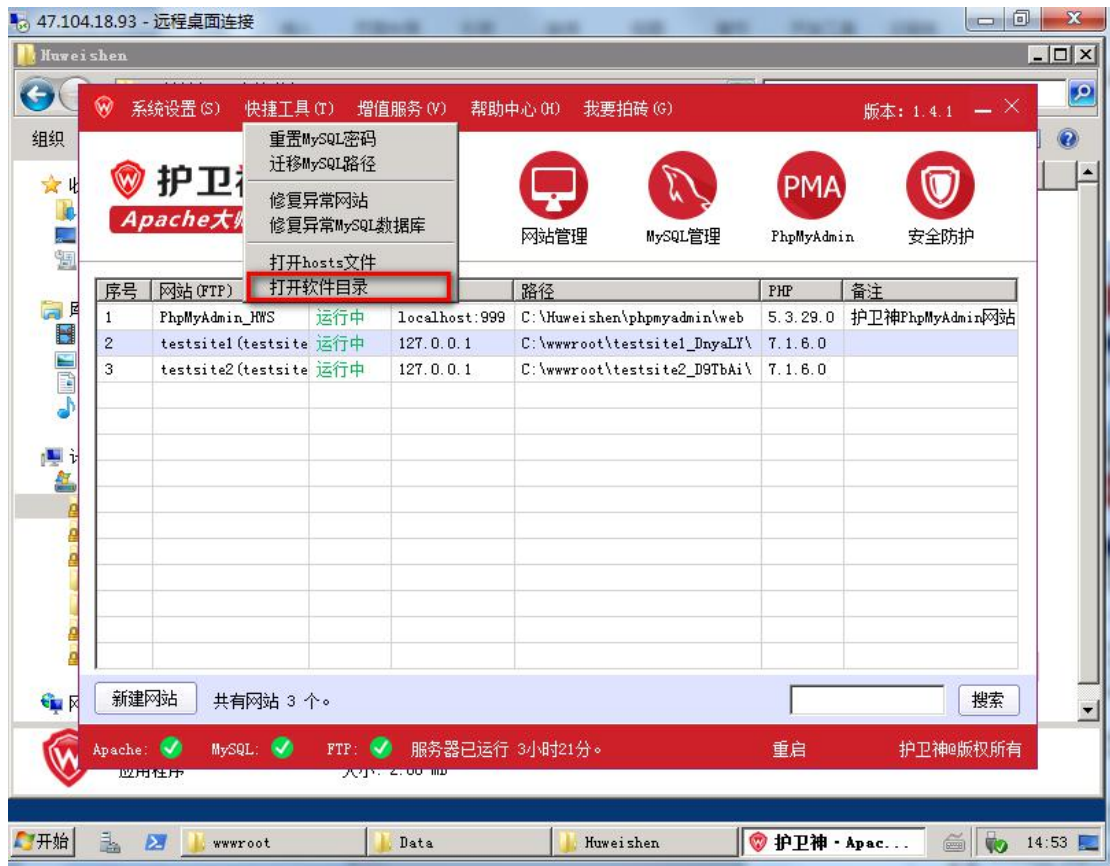 47.104.18.93 - 远程桌面连接
Huweishen
组织
系统设置(S) 快捷工具(T) 增值服务(V) 帮助中心(H) 我要拍砖(G) 版本: 1.4.1
重置MySQL密码
迁移MySQL路径
修复异常网站
修复异常MySQL数据库
打开hosts文件
打开软件目录
护卫
Apache大
网站管理 MySQL管理 PhpMyAdmin 安全防护
PMA
序号 网站(FTP) 路径 PHP 备注
1 PhpMyAdmin_HWS 运行中 localhost:999 C:\Huweishen\phpmyadmin\web 5.3.29.0 护卫神PhpMyAdmin网站
2 testsite1(testsite 运行中 127.0.0.1 C:\wwwroot\testsite1_DnyaLY\ 7.1.6.0
3 testsite2(testsite 运行中 127.0.0.1 C:\wwwroot\testsite2_D9TbAi\ 7.1.6.0
新建网站 共有网站 3 个。 搜索
Apache: MySQL: FTP: 服务器已运行 3小时21分。 重启 护卫神@版权所有
应用程序 大小: 2.00 MB
开始 wwwroot Data Huweishen 护卫神·Apac... 14:53